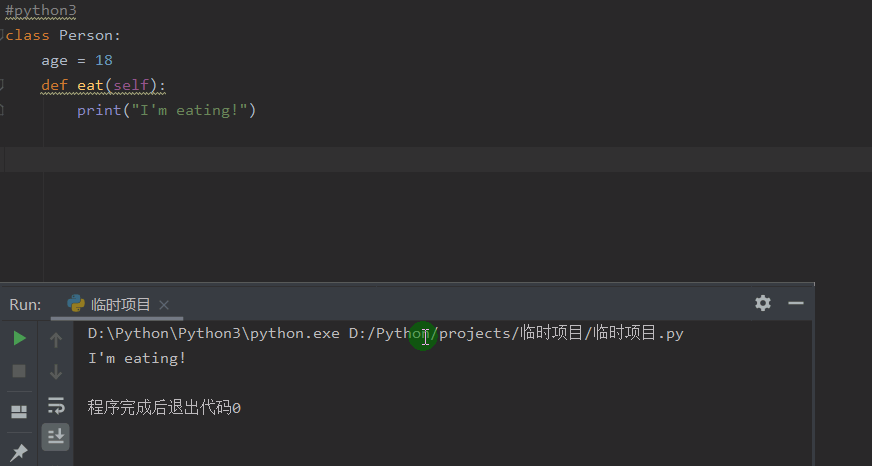 #python3
class Person:
    age = 18
    def eat(self):
        print("I'm eating!")
Run: 临时项目
D:\Python\Python3\python.exe D:/Python/projects/临时项目/临时项目.py
I'm eating!
程序完成后退出代码0